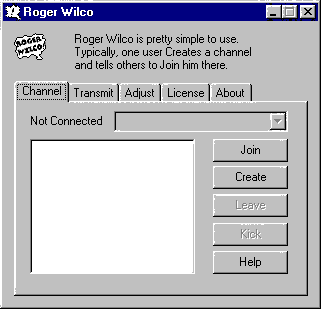 Roger Wilco
ROGER WILCO!
Roger Wilco is pretty simple to use.
Typically, one user Creates a channel
and tells others to Join him there.
Channel Transmit Adjust License About
Not Connected
Join
Create
Leave
Kick
Help